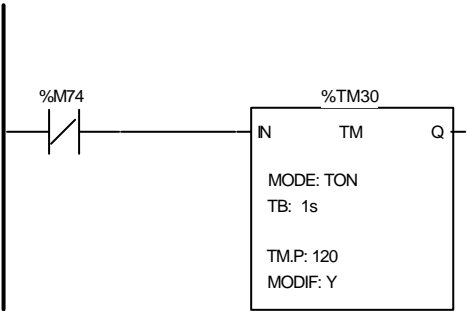 %M74
%TM30
IN TM Q
MODE: TON
TB: 1s
TM.P: 120
MODIF: Y